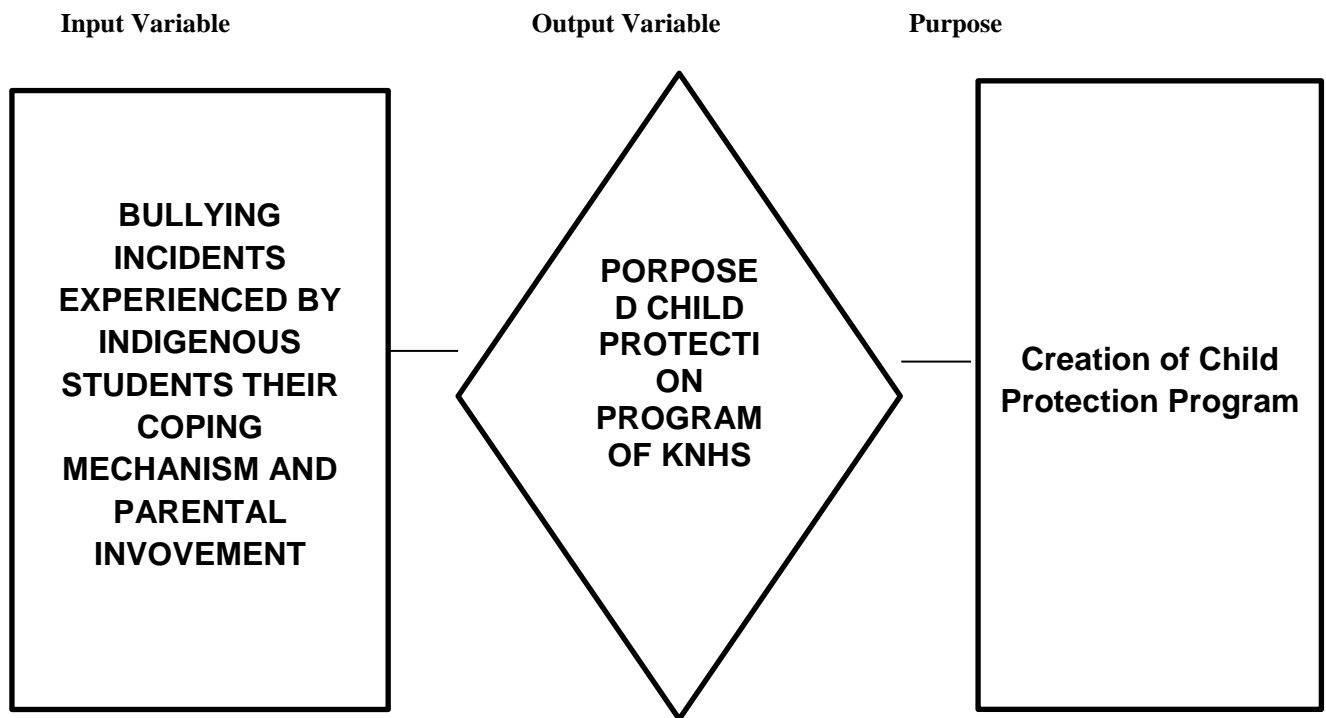 Input Variable Output Variable Purpose
BULLYING
INCIDENTS
EXPERIENCED BY
INDIGENOUS
STUDENTS THEIR
COPING
MECHANISM AND
PARENTAL
INVOVEMENT
PORPOSE
D CHILD
PROTECTI
ON
PROGRAM
OF KNHS
Creation of Child
Protection Program